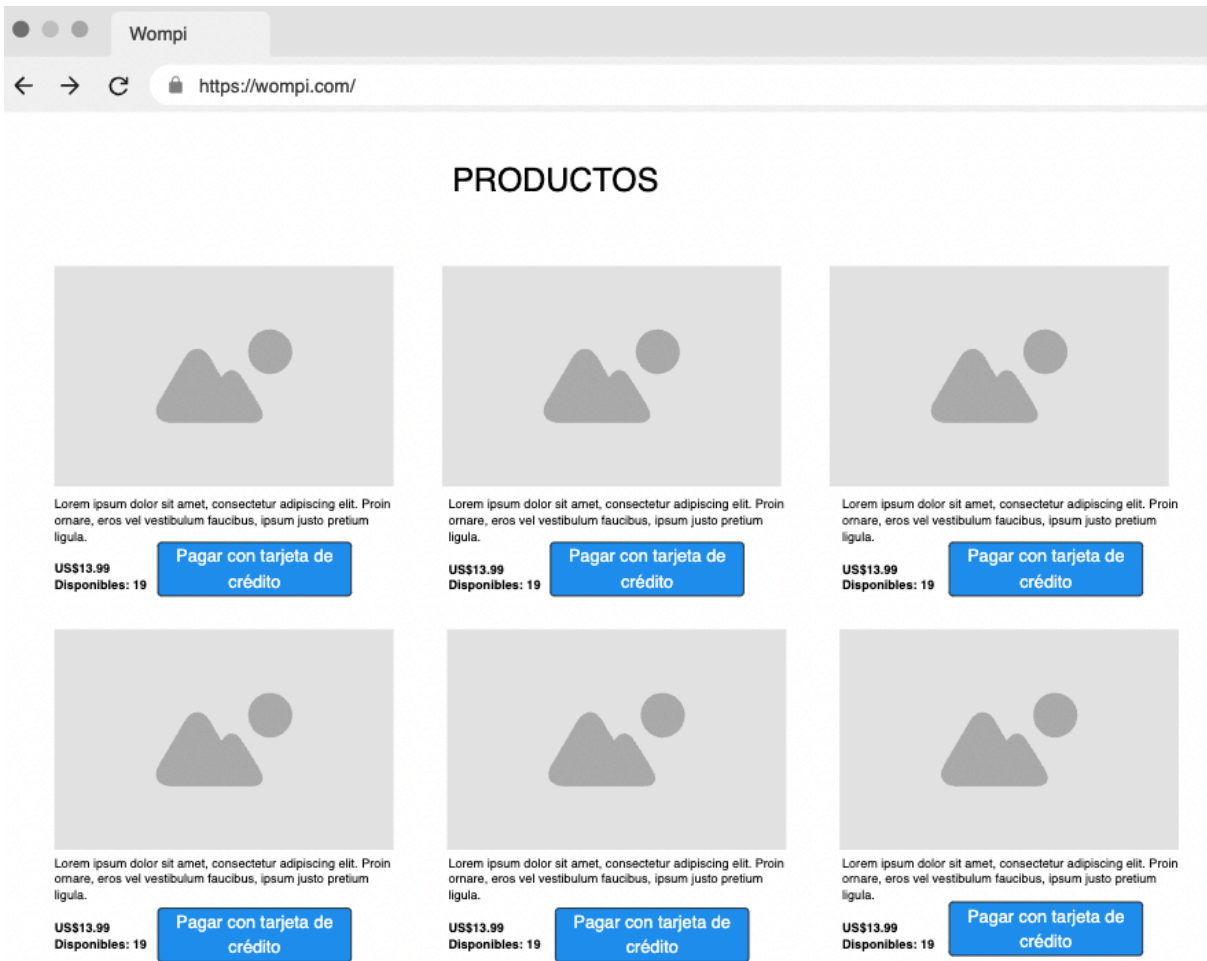 Wompi
https://wompi.com/
PRODUCTOS
Lorem ipsum dolor sit amet, consectetur adipiscing elit. Proin
ornare, eros vel vestibulum faucibus, ipsum justo pretium
ligula.
US$13.99
Disponibles: 19
Pagar con tarjeta de
crédito
Lorem ipsum dolor sit amet, consectetur adipiscing elit. Proin
ornare, eros vel vestibulum faucibus, ipsum justo pretium
ligula.
US$13.99
Disponibles: 19
Pagar con tarjeta de
crédito
Lorem ipsum dolor sit amet, consectetur adipiscing elit. Proin
ornare, eros vel vestibulum faucibus, ipsum justo pretium
ligula.
US$13.99
Disponibles: 19
Pagar con tarjeta de
crédito
Lorem ipsum dolor sit amet, consectetur adipiscing elit. Proin
ornare, eros vel vestibulum faucibus, ipsum justo pretium
ligula.
US$13.99
Disponibles: 19
Pagar con tarjeta de
crédito
Lorem ipsum dolor sit amet, consectetur adipiscing elit. Proin
ornare, eros vel vestibulum faucibus, ipsum justo pretium
ligula.
US$13.99
Disponibles: 19
Pagar con tarjeta de
crédito
Lorem ipsum dolor sit amet, consectetur adipiscing elit. Proin
ornare, eros vel vestibulum faucibus, ipsum justo pretium
ligula.
US$13.99
Disponibles: 19
Pagar con tarjeta de
crédito